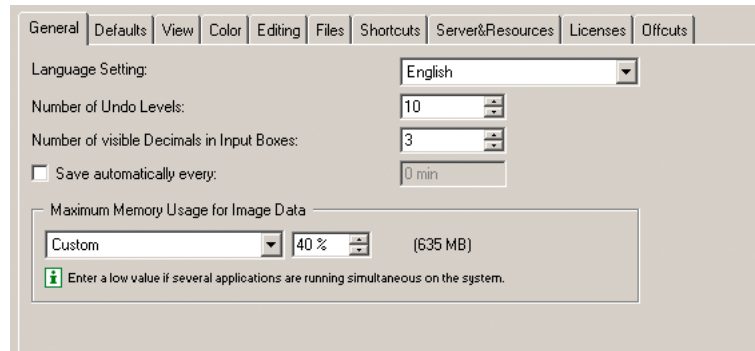 General Defaults View Color Editing Files Shortcuts Server&Resources Licenses Offcuts
Language Setting: English
Number of Undo Levels: 10
Number of visible Decimals in Input Boxes: 3
Save automatically every: 0 min
Maximum Memory Usage for Image Data
Custom 40 % (635 MB)
Enter a low value if several applications are running simultaneous on the system.